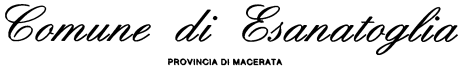 Comune di Esanatoglia
PROVINCIA DI MACERATA